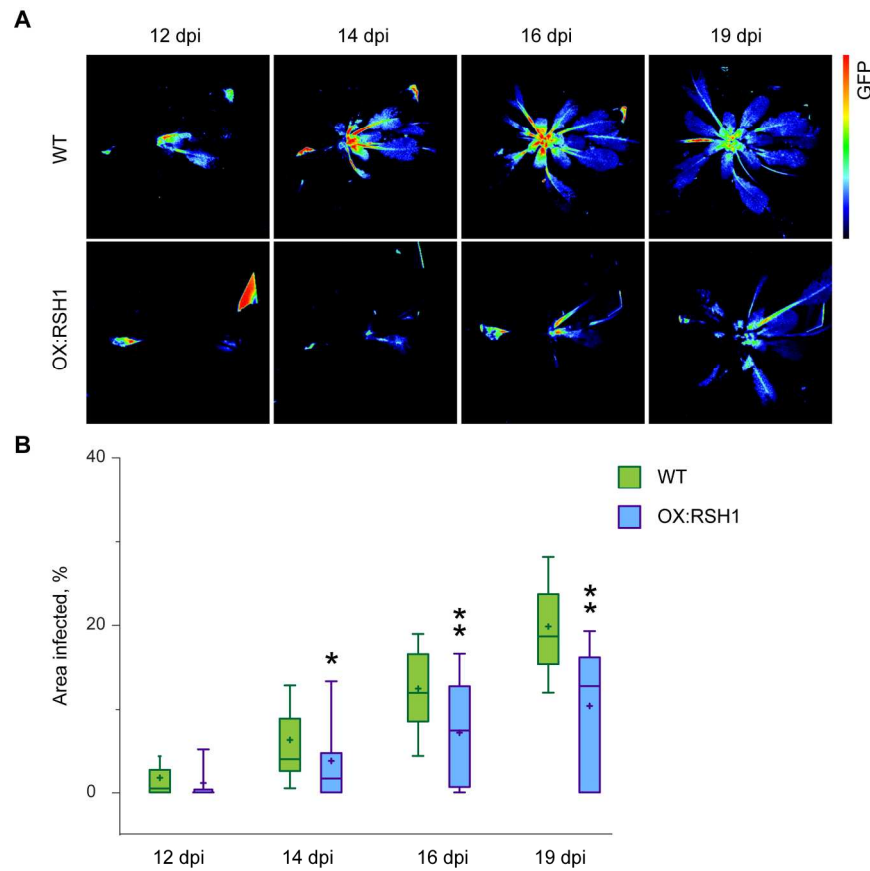 A
12 dpi 14 dpi 16 dpi 19 dpi
WT
GFP
OX:RSH1
B
40
WT
OX:RSH1
Area infected, %
20
*
**
**
0
12 dpi 14 dpi 16 dpi 19 dpi